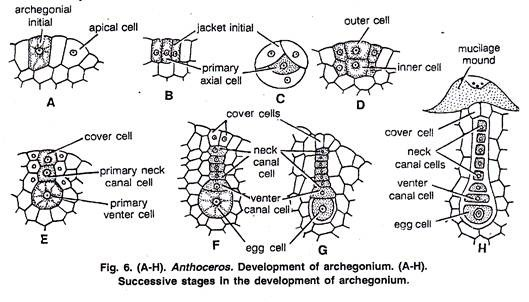 archegonial
initial
apical cell
A
jacket initial
primary
axial cell
B
C
outer cell
inner cell
D
mucilage
mound
cover cell
neck
canal cells
venter
canal cell
egg cell
H
cover cell
primary neck
canal cell
primary
venter cell
E
cover cells
neck
canal
cell
venter
canal cell
egg cell
F
G
Fig. 6. (A-H). Anthoceros. Development of archegonium. (A-H).
Successive stages in the development of archegonium.